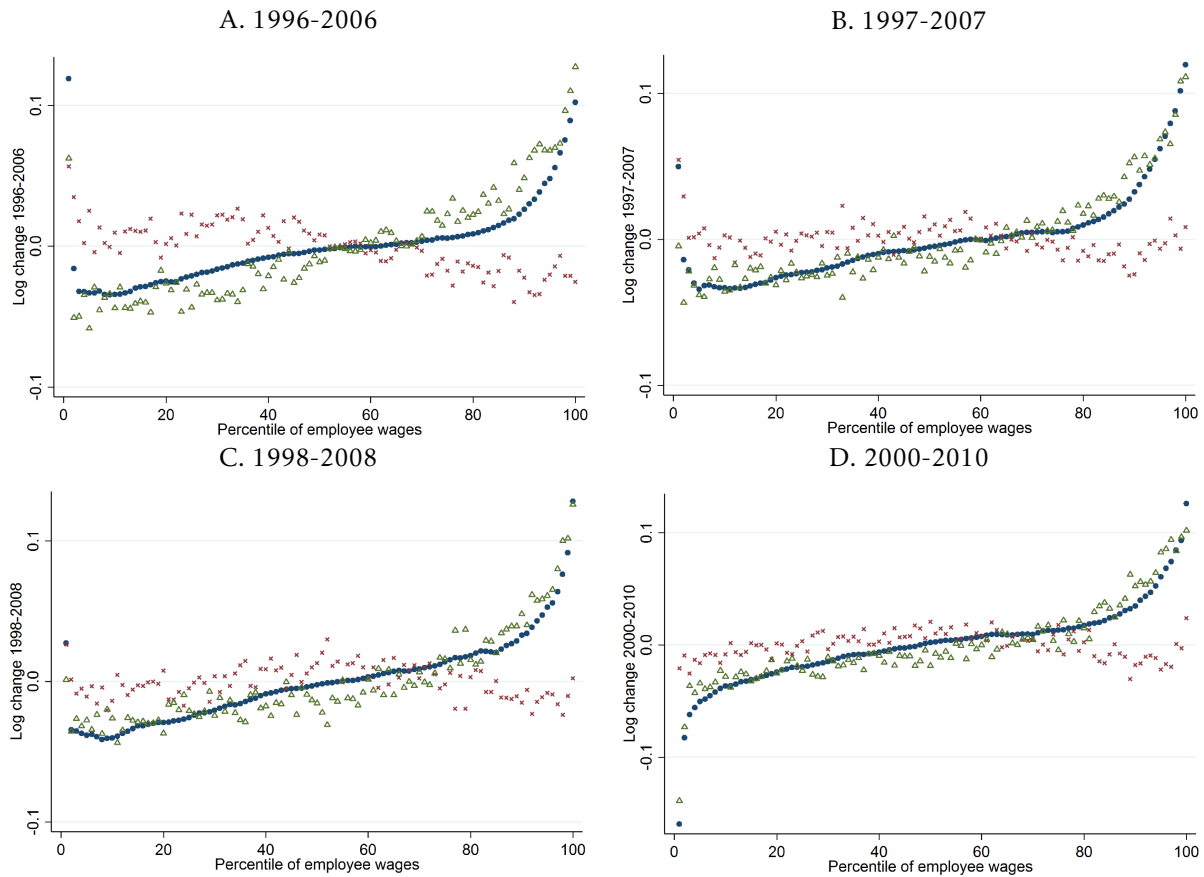 A. 1996-2006
0.1
0.0
-0.1
Log change 1996-2006
0 20 40 60 80 100
Percentile of employee wages
B. 1997-2007
0.1
0.0
-0.1
Log change 1997-2007
0 20 40 60 80 100
Percentile of employee wages
C. 1998-2008
0.1
0.0
-0.1
Log change 1998-2008
0 20 40 60 80 100
Percentile of employee wages
D. 2000-2010
0.1
0.0
-0.1
Log change 2000-2010
0 20 40 60 80 100
Percentile of employee wages